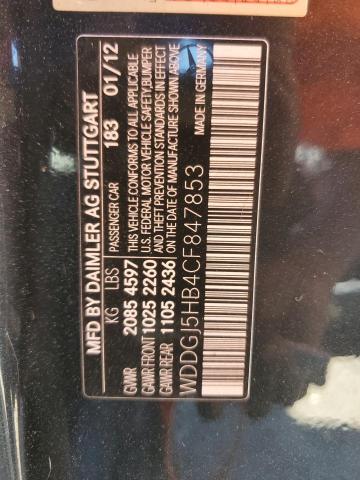 MFD BY DAIMLER AG STUTTGART
PASSENGER CAR 183 01/12
KG LBS
GVWR 2085 4597
GAWR FRONT 1025 2260
GAWR REAR 1105 2436
THIS VEHICLE CONFORMS TO ALL APPLICABLE
U.S. FEDERAL MOTOR VEHICLE SAFETY, BUMPER
AND THEFT PREVENTION STANDARDS IN EFFECT
ON DATE OF MANUFACTURE SHOWN ABOVE
WDDGJ5HB4CF847853
MADE IN GERMANY